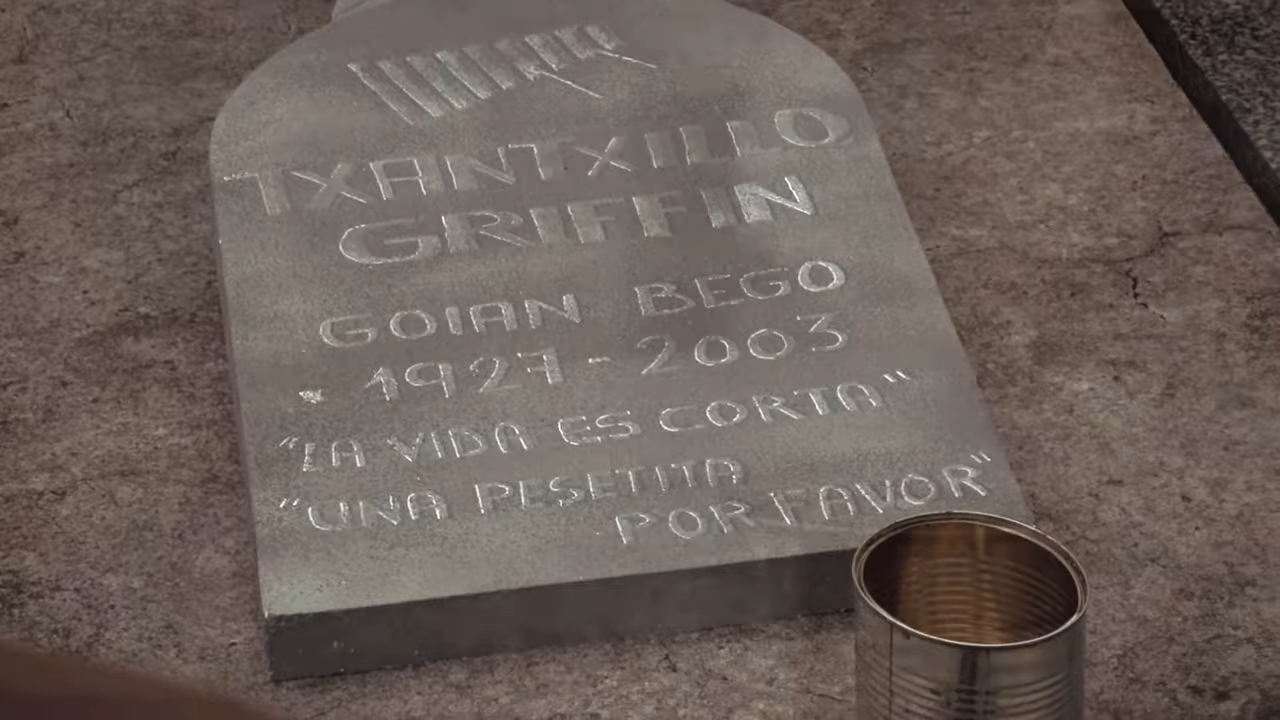 TXANTXILLO
GRIFFIN
GOIAN BEGO
* 1927 - 2003
"LA VIDA ES CORTA"
"UNA PESETITA
POR FAVOR"